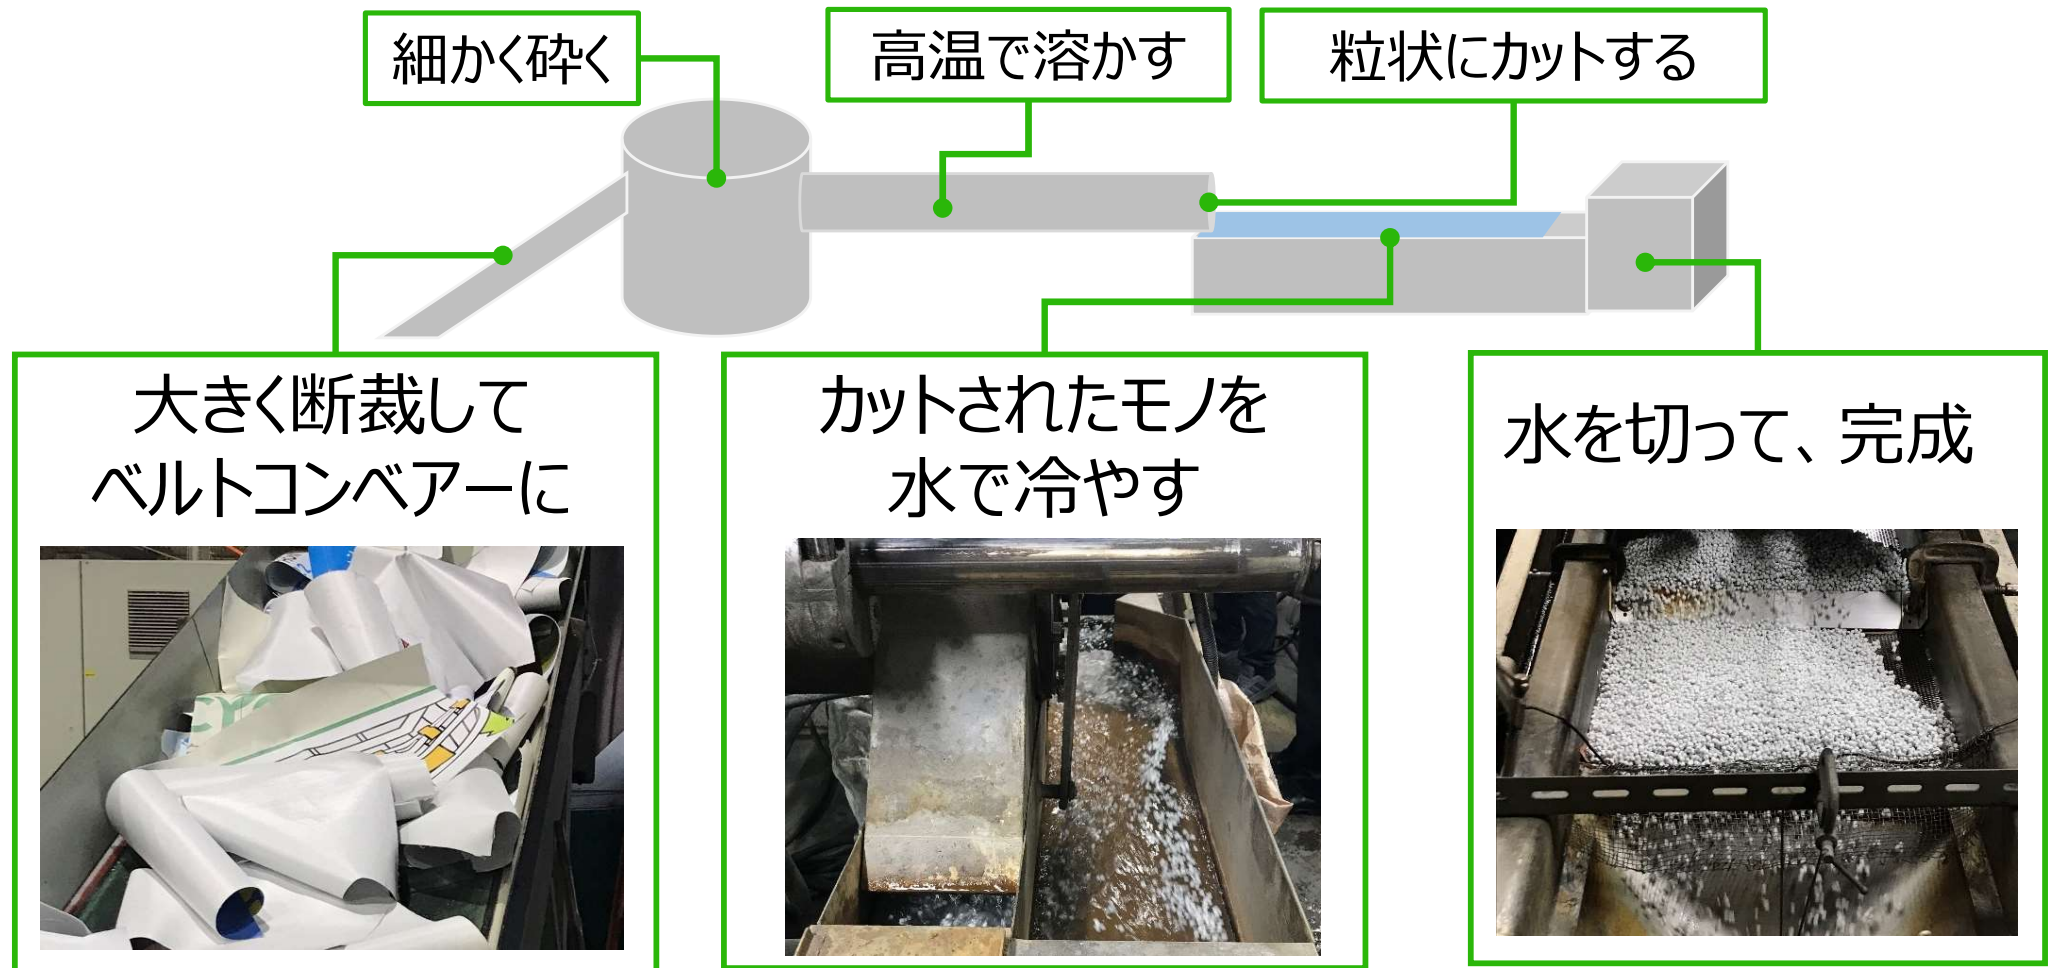 細かく砕く
高温で溶かす
粒状にカットする
大きく断裁して
ベルトコンベアーに
カットされたモノを
水で冷やす
水を切って、完成